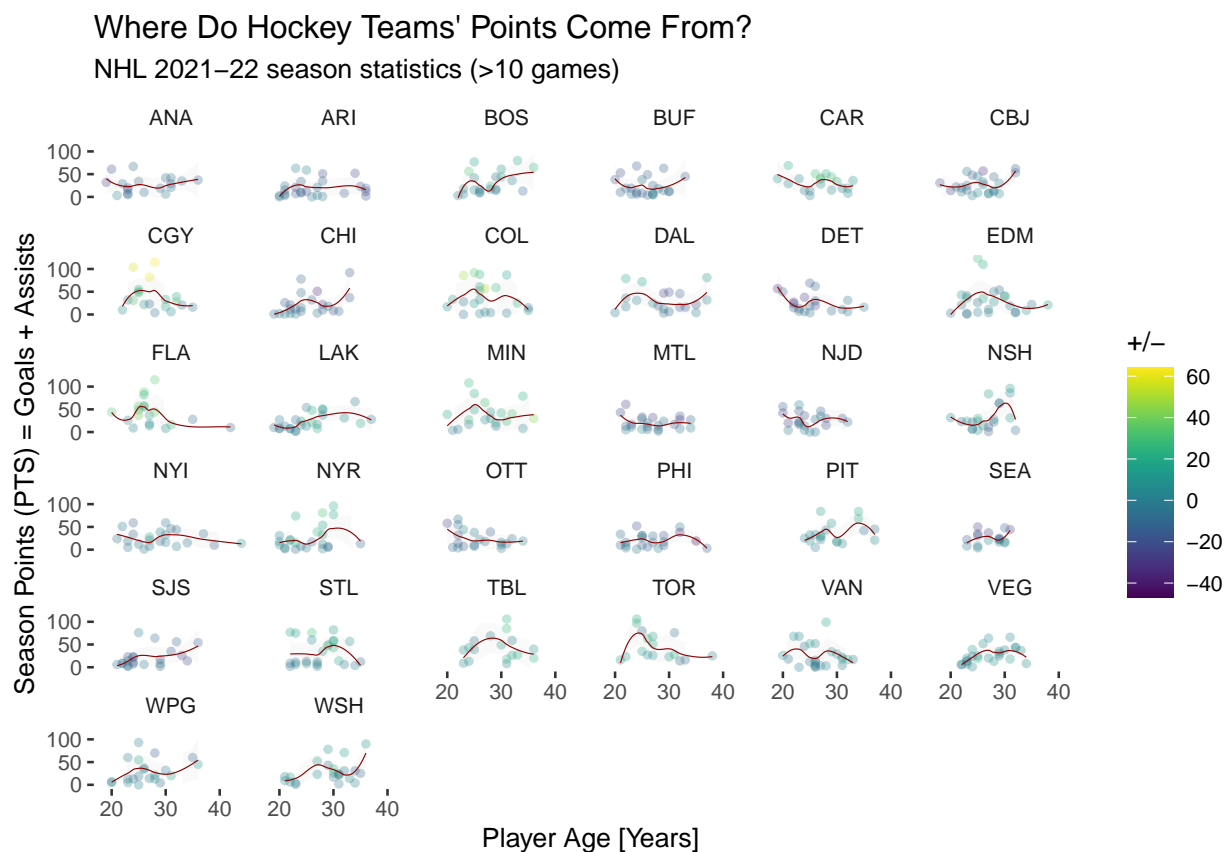 Where Do Hockey Teams' Points Come From?
NHL 2021−22 season statistics (>10 games)
ANA ARI BOS BUF CAR CBJ
100
50
0
CGY CHI COL DAL DET EDM
100
50
0
FLA LAK MIN MTL NJD NSH
100
50
0
NYI NYR OTT PHI PIT SEA
100
50
0
SJS STL TBL TOR VAN VEG
100
50
0
20 30 40 20 30 40 20 30 40 20 30 40
WPG WSH
100
50
0
20 30 40 20 30 40
Player Age [Years]
Season Points (PTS) = Goals + Assists
+/−
60
40
20
0
−20
−40